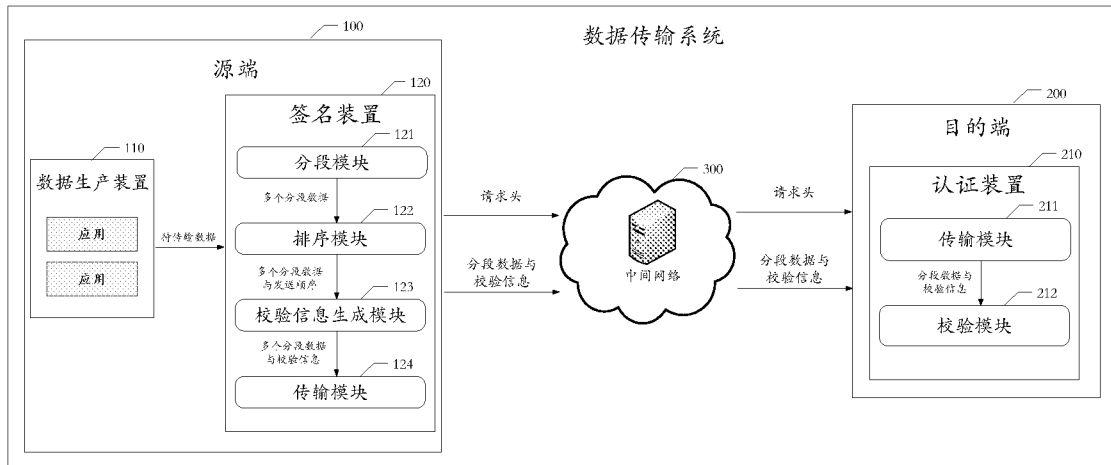 数据传输系统
100
源端
110
数据生产装置
应用
应用
待传输数据
120
签名装置
121
分段模块
多个分段数据
122
排序模块
多个分段数据
与发送顺序
123
校验信息生成模块
多个分段数据
与校验信息
124
传输模块
请求头
分段数据与
校验信息
300
中间网络
请求头
分段数据与
校验信息
200
目的端
210
认证装置
211
传输模块
分段数据与
校验信息
212
校验模块